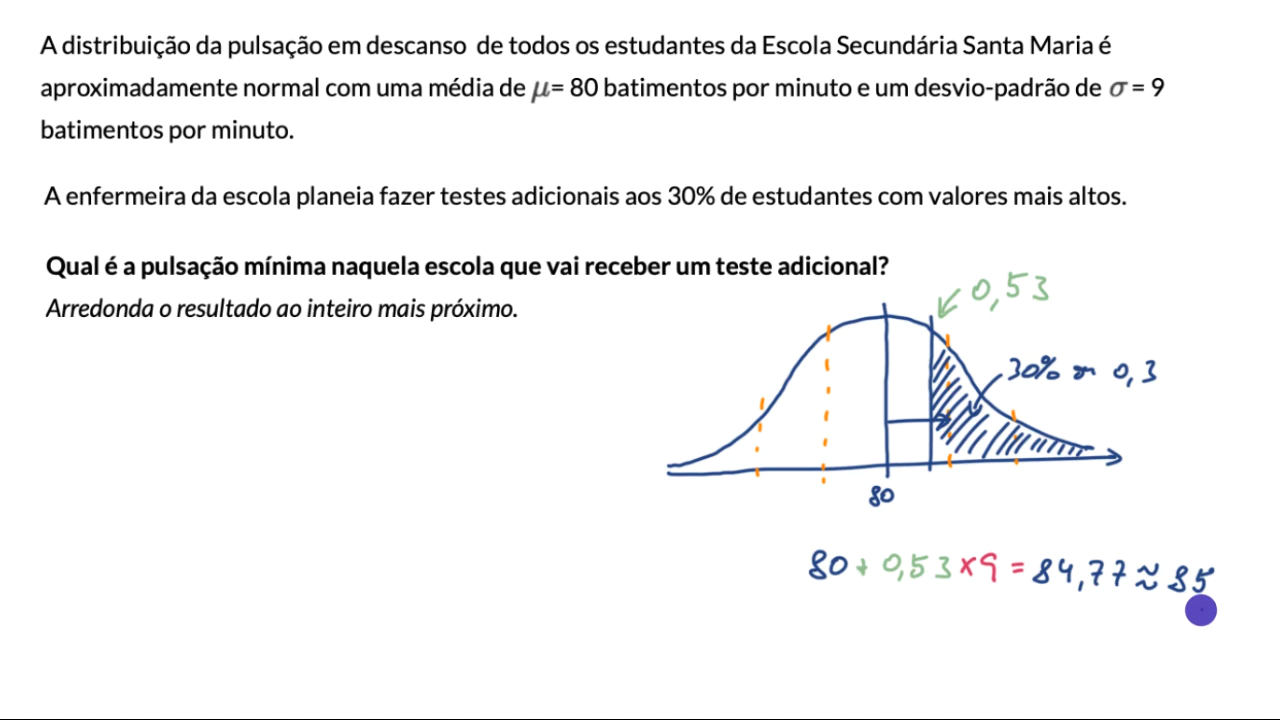 A distribuição da pulsação em descanso de todos os estudantes da Escola Secundária Santa Maria é
aproximadamente normal com uma média de μ= 80 batimentos por minuto e um desvio-padrão de σ = 9
batimentos por minuto.
A enfermeira da escola planeia fazer testes adicionais aos 30% de estudantes com valores mais altos.
Qual é a pulsação mínima naquela escola que vai receber um teste adicional?
Arredonda o resultado ao inteiro mais próximo.
0,53
30% ou 0,3
80
80 + 0,53 × 9 = 84,77 ≈ 85